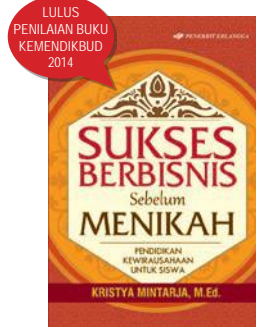 LULUS
PENILAIAN BUKU
KEMENDIKBUD
2014
PENERBIT ERLANGGA
SUKSES
BERBISNIS
Sebelum
MENIKAH
PENDIDIKAN
KEWIRAUSAHAAN
UNTUK SISWA
KRISTYA MINTARJA, M.Ed.